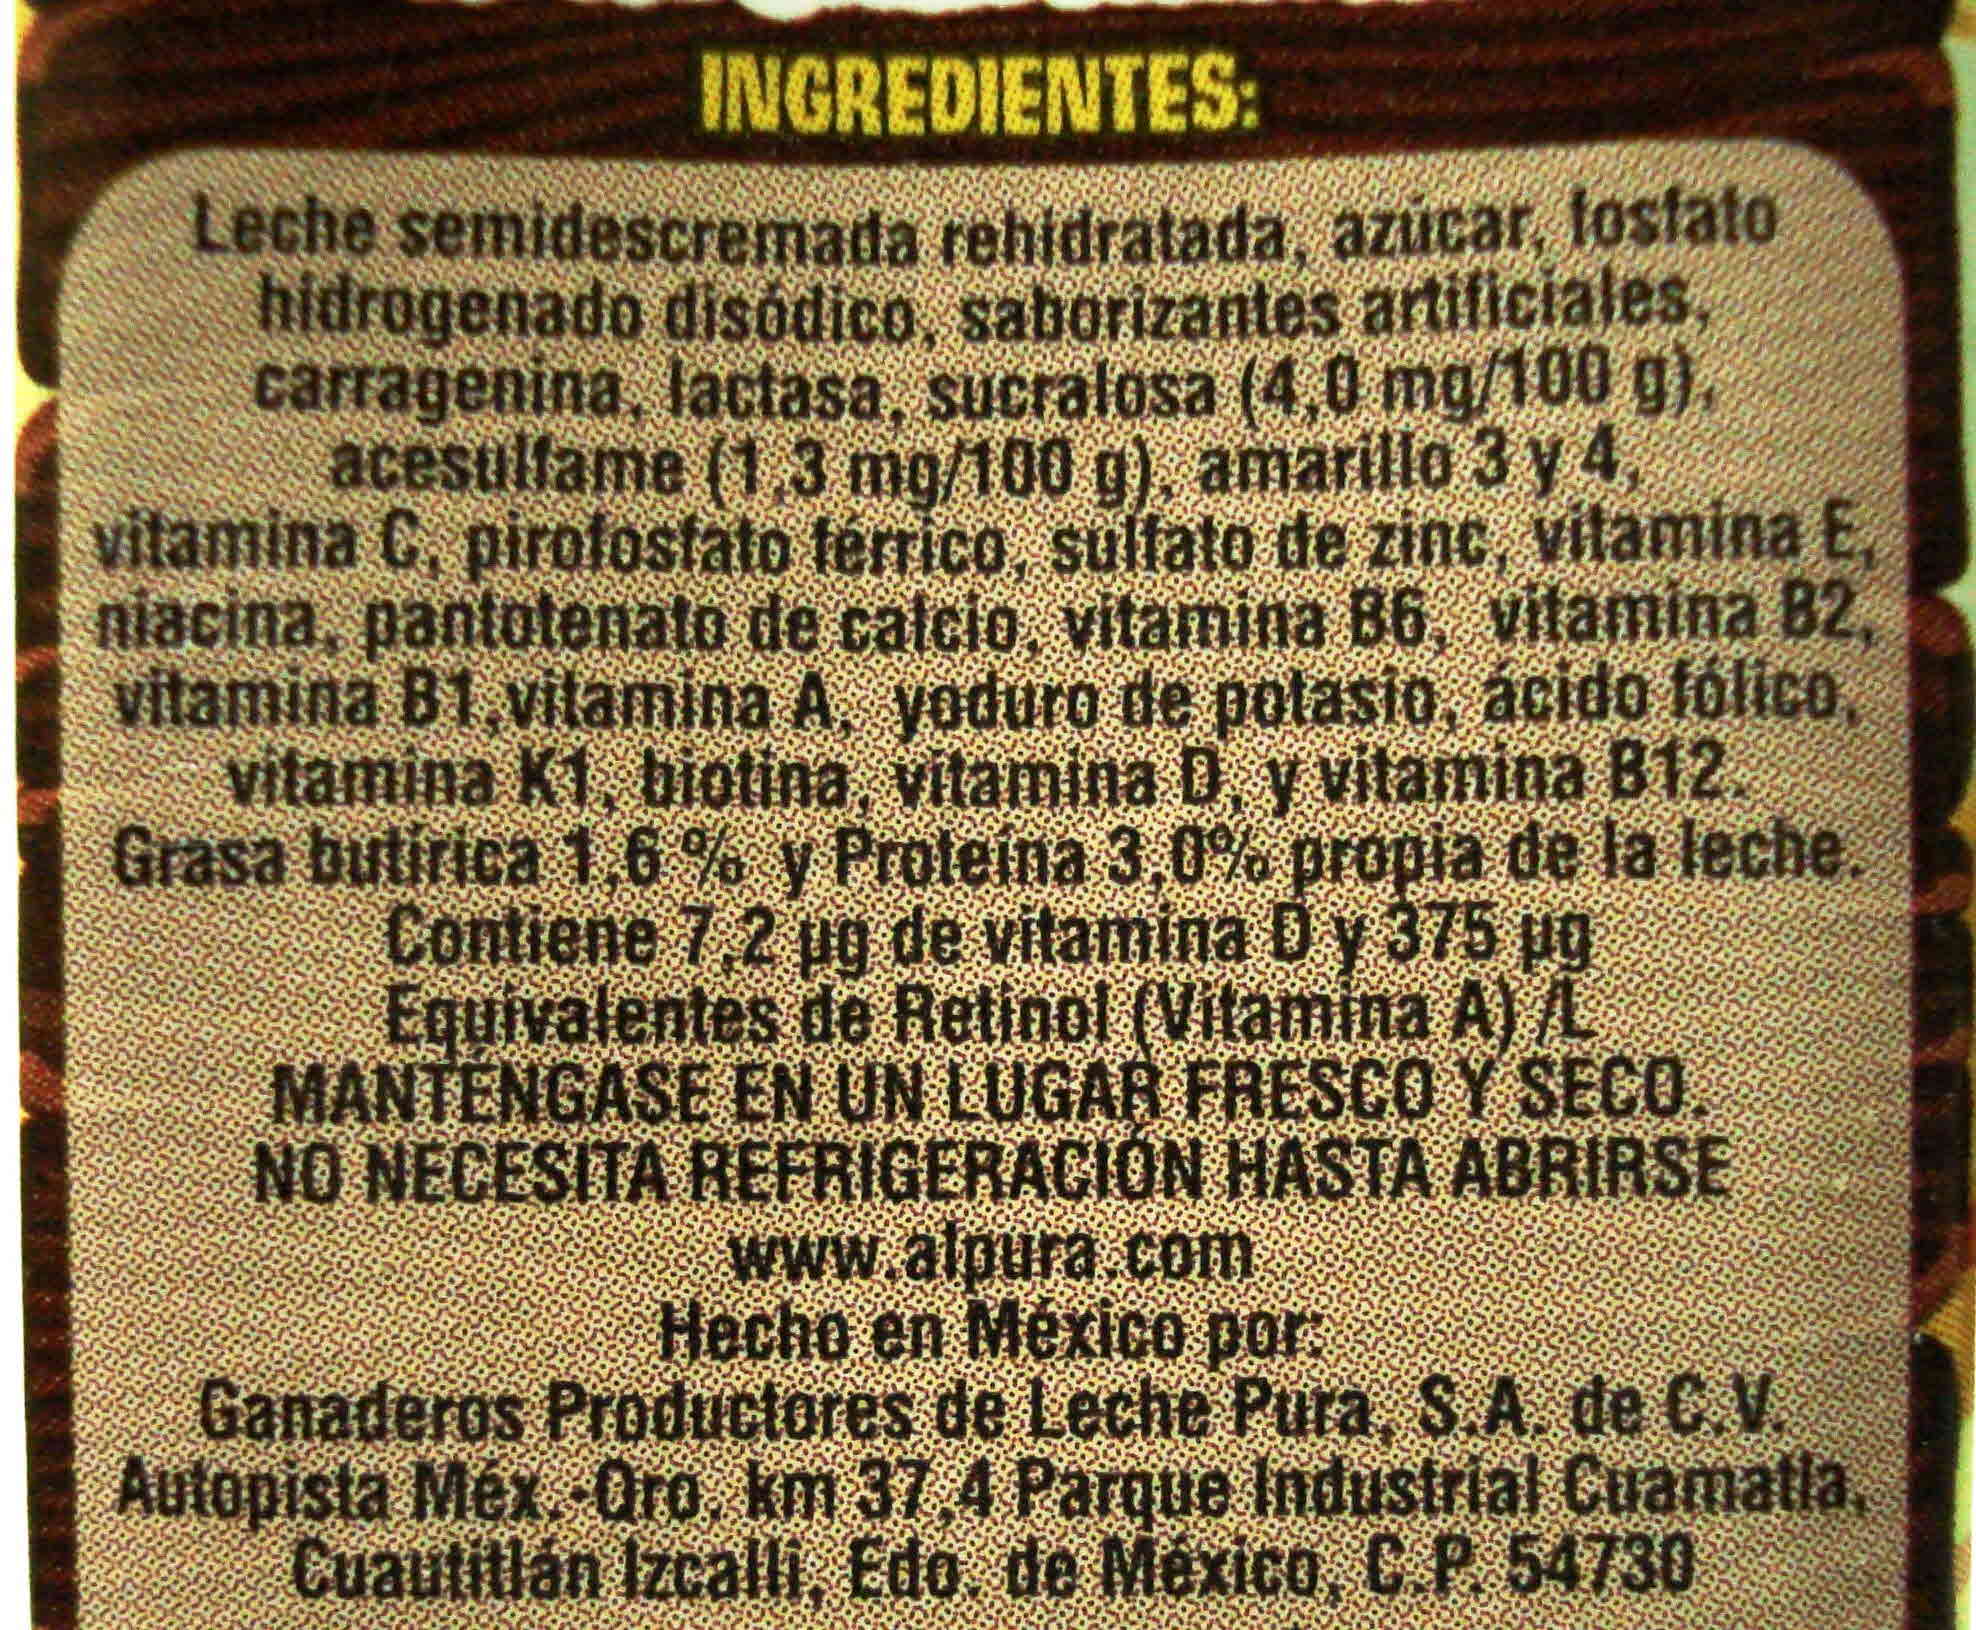 INGREDIENTES:
Leche semidescremada rehidratada, azúcar, fosfato
hidrogenado disódico, saborizantes artificiales,
carragenina, lactasa, sucralosa (4,0 mg/100 g),
acesulfame (1,3 mg/100 g), amarillo 3 y 4,
vitamina C, pirofosfato férrico, sulfato de zinc, vitamina E,
niacina, pantotenato de calcio, vitamina B6, vitamina B2,
vitamina B1, vitamina A, yoduro de potasio, ácido fólico,
vitamina K1, biotina, vitamina D, y vitamina B12.
Grasa butírica 1,6 % y Proteína 3,0% propia de la leche.
Contiene 7,2 µg de vitamina D y 375 µg
Equivalentes de Retinol (Vitamina A) /L
MANTÉNGASE EN UN LUGAR FRESCO Y SECO.
NO NECESITA REFRIGERACIÓN HASTA ABRIRSE
www.alpura.com
Hecho en México por:
Ganaderos Productores de Leche Pura, S.A. de C.V.
Autopista Méx.-Qro. km 37,4 Parque Industrial Cuamatla,
Cuautitlán Izcalli, Edo. de México, C.P. 54730